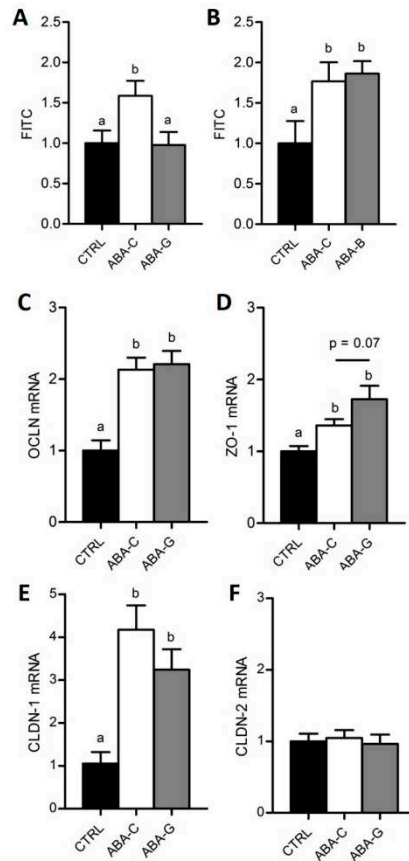 A
2.5
2.0
1.5
1.0
0.5
0.0
FITC
a
b
a
CTRL
ABA-C
ABA-G
B
2.5
2.0
1.5
1.0
0.5
0.0
FITC
a
b
b
CTRL
ABA-C
ABA-B
C
3
2
1
0
OCLN mRNA
a
b
b
CTRL
ABA-C
ABA-G
D
3
2
1
0
ZO-1 mRNA
p = 0.07
a
b
b
CTRL
ABA-C
ABA-G
E
5
4
3
2
1
0
CLDN-1 mRNA
a
b
b
CTRL
ABA-C
ABA-G
F
3
2
1
0
CLDN-2 mRNA
CTRL
ABA-C
ABA-G